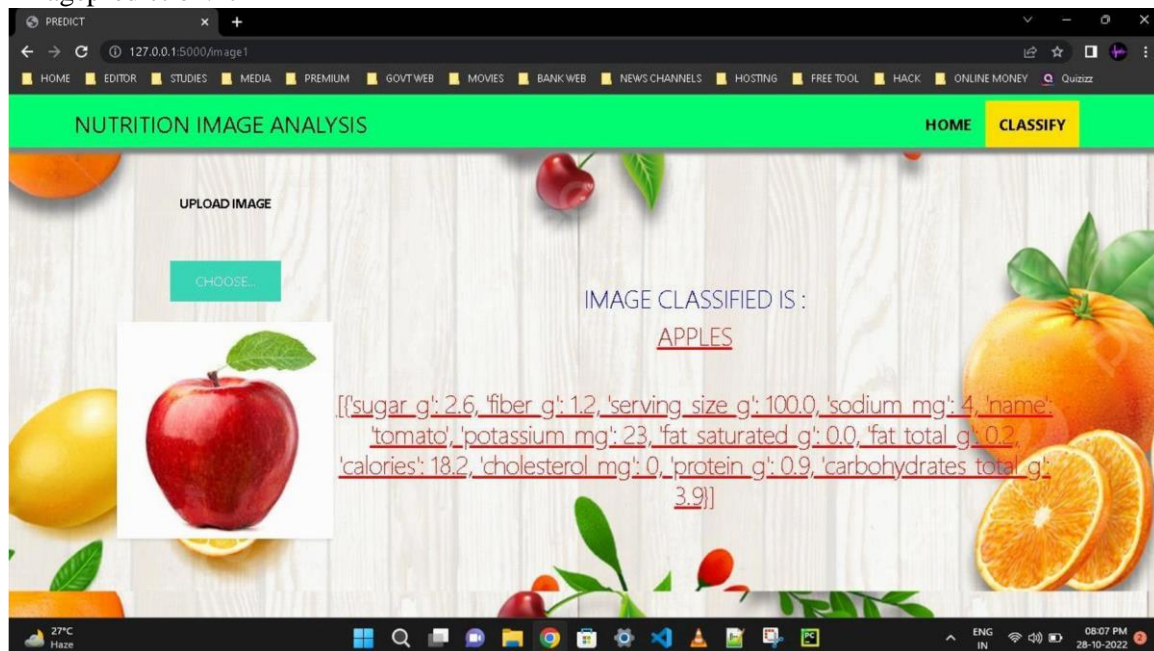 PREDICT
127.0.0.1:5000/image1
HOME EDITOR STUDIES MEDIA PREMIUM GOVT WEB MOVIES BANK WEB NEWS CHANNELS HOSTING FREE TOOL HACK ONLINE MONEY Quizizz
NUTRITION IMAGE ANALYSIS HOME CLASSIFY
UPLOAD IMAGE
CHOOSE...
IMAGE CLASSIFIED IS :
APPLES
[{'sugar_g': 2.6, 'fiber_g': 1.2, 'serving_size_g': 100.0, 'sodium_mg': 4, 'name':
'tomato', 'potassium_mg': 23, 'fat_saturated_g': 0.0, 'fat_total_g': 0.2,
'calories': 18.2, 'cholesterol_mg': 0, 'protein_g': 0.9, 'carbohydrates_total_g':
3.9}]
27°C
Haze
ENG
IN
08:07 PM
28-10-2022
2